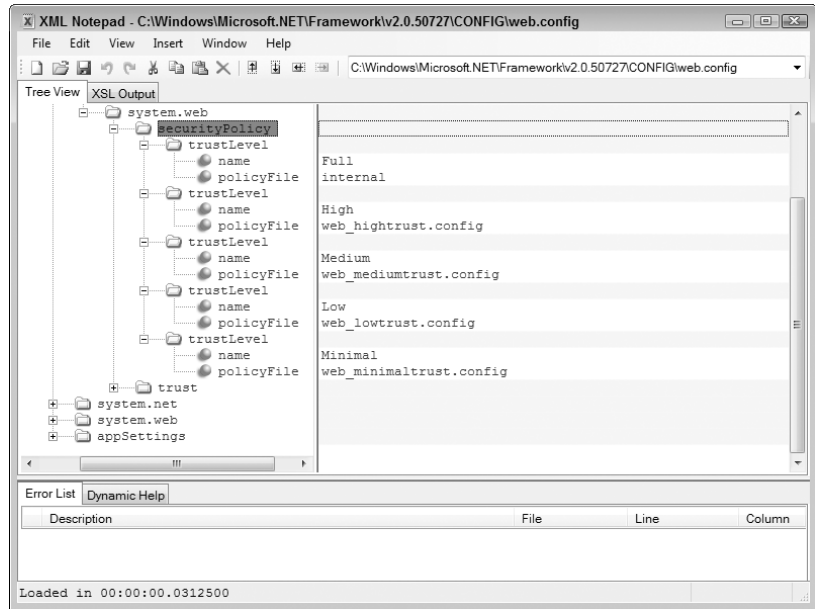 XML Notepad - C:\Windows\Microsoft.NET\Framework\v2.0.50727\CONFIG\web.config
File Edit View Insert Window Help
C:\Windows\Microsoft.NET\Framework\v2.0.50727\CONFIG\web.config
Tree View XSL Output
system.web
securityPolicy
trustLevel
name Full
policyFile internal
trustLevel
name High
policyFile web_hightrust.config
trustLevel
name Medium
policyFile web_mediumtrust.config
trustLevel
name Low
policyFile web_lowtrust.config
trustLevel
name Minimal
policyFile web_minimaltrust.config
trust
system.net
system.web
appSettings
Error List Dynamic Help
Description File Line Column
Loaded in 00:00:00.0312500